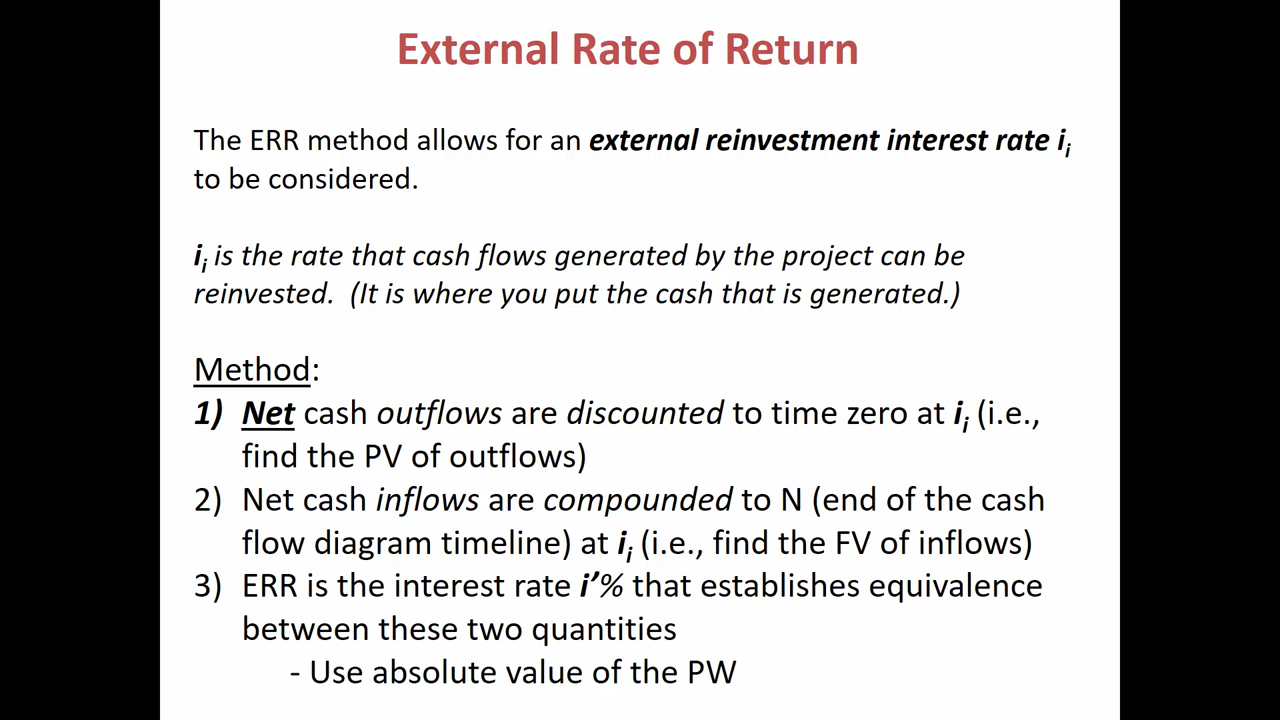 External Rate of Return
The ERR method allows for an external reinvestment interest rate ii
to be considered.
ii is the rate that cash flows generated by the project can be
reinvested. (It is where you put the cash that is generated.)
Method:
1) Net cash outflows are discounted to time zero at ii (i.e.,
find the PV of outflows)
2) Net cash inflows are compounded to N (end of the cash
flow diagram timeline) at ii (i.e., find the FV of inflows)
3) ERR is the interest rate i’% that establishes equivalence
between these two quantities
- Use absolute value of the PW